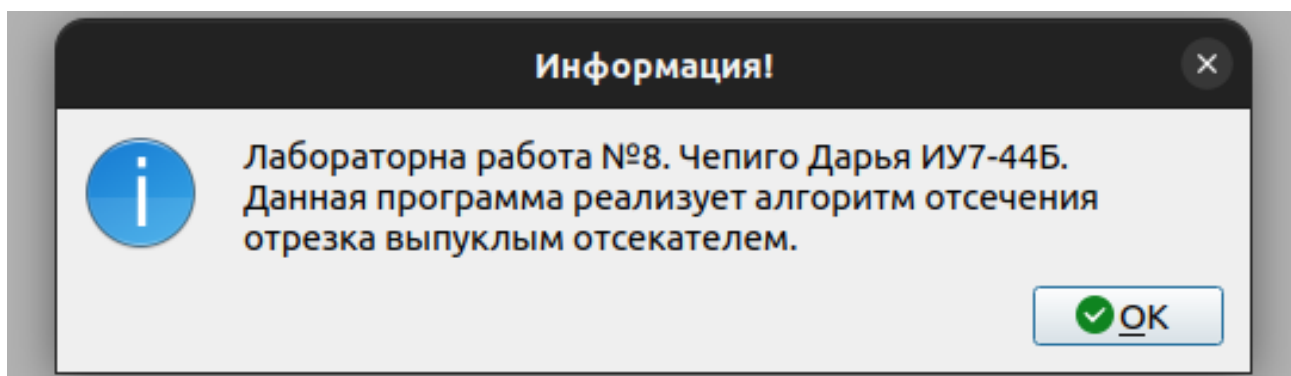 Информация!
Лабораторна работа №8. Чепиго Дарья ИУ7-44Б.
Данная программа реализует алгоритм отсечения
отрезка выпуклым отсекателем.
OK